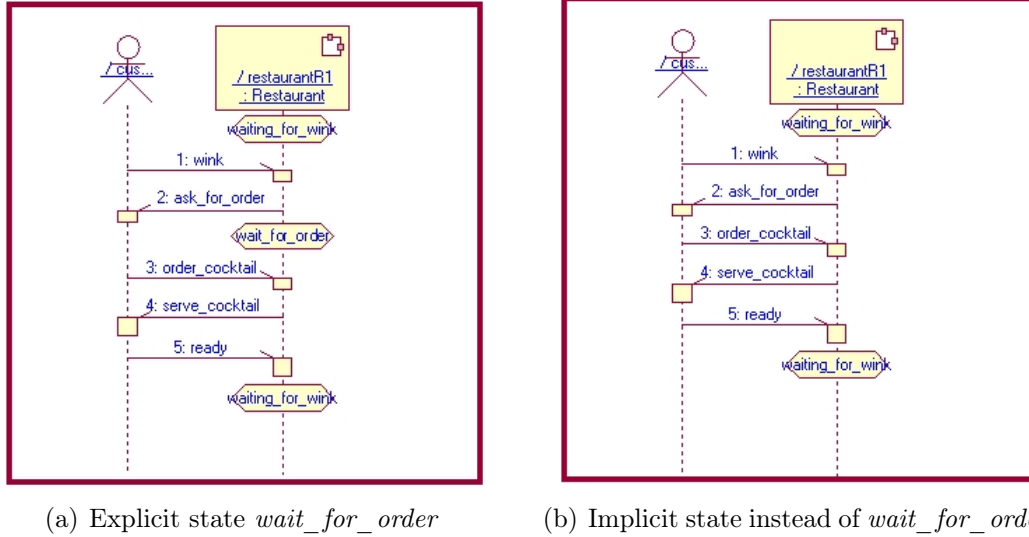 / cus...
/ restaurantR1
: Restaurant
waiting_for_wink
1: wink
2: ask_for_order
wait_for_order
3: order_cocktail
4: serve_cocktail
5: ready
waiting_for_wink
(a) Explicit state wait_for_order
/ cus...
/ restaurantR1
: Restaurant
waiting_for_wink
1: wink
2: ask_for_order
3: order_cocktail
4: serve_cocktail
5: ready
waiting_for_wink
(b) Implicit state instead of wait_for_ord